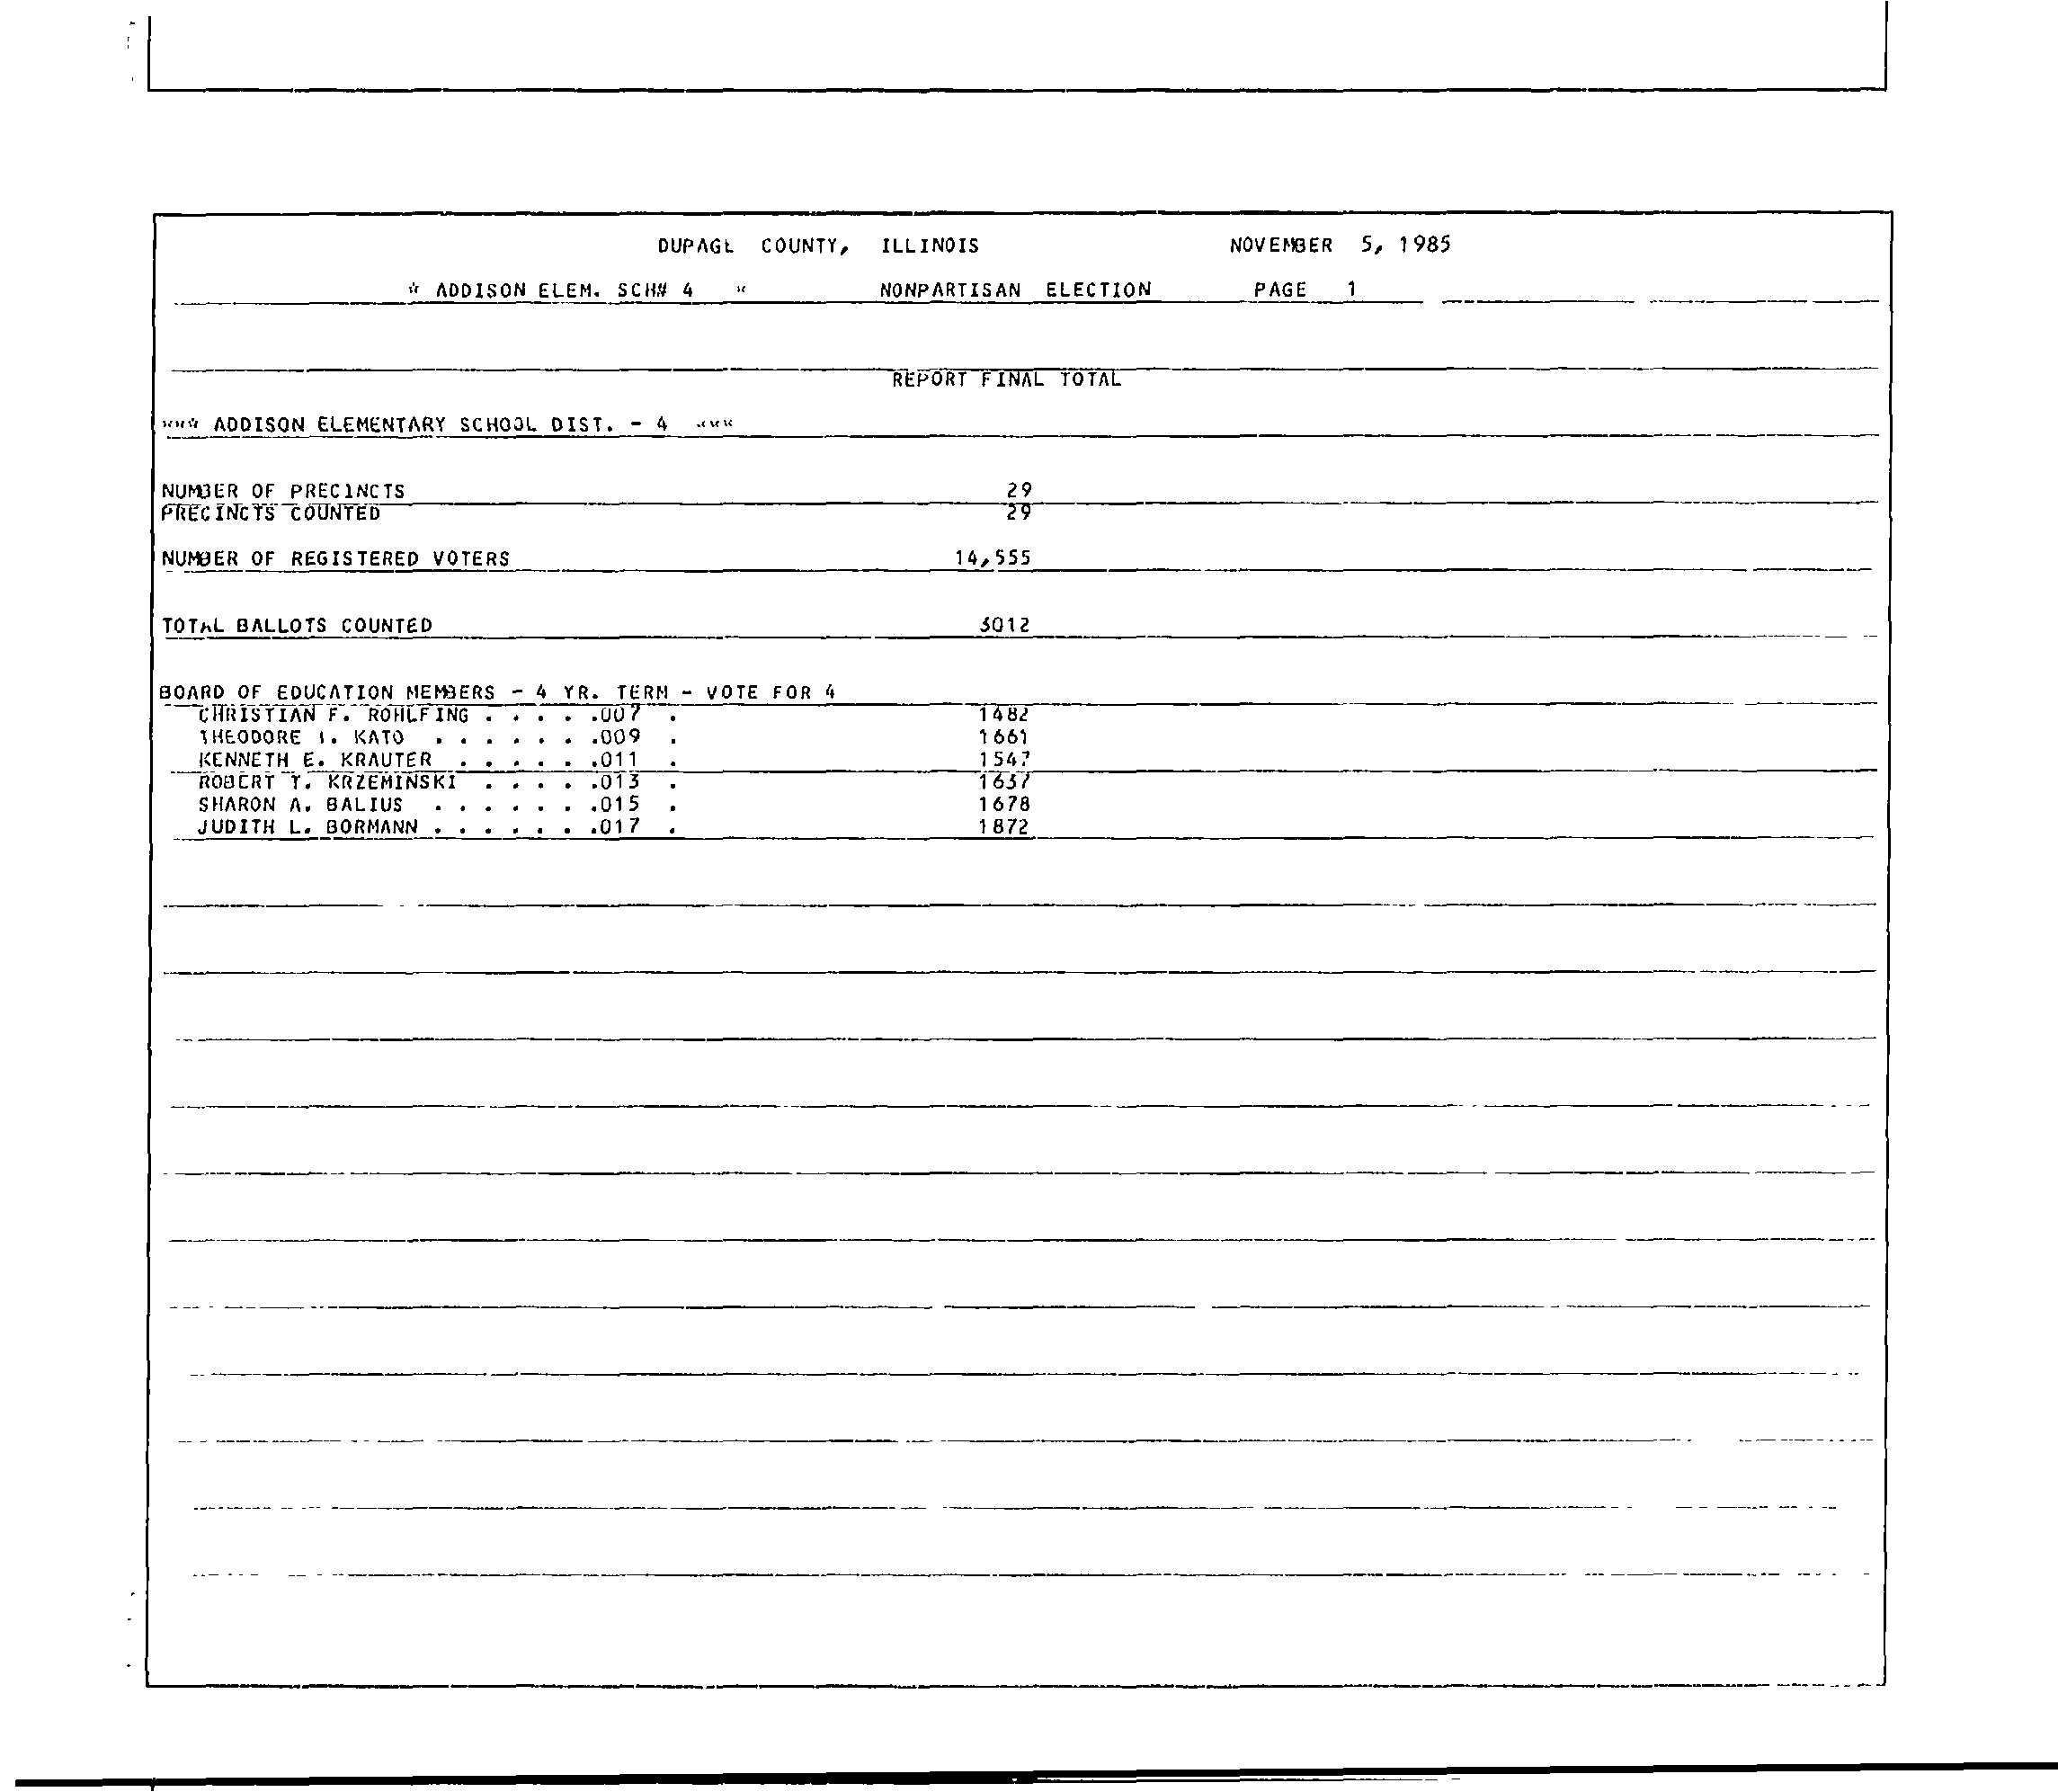 DUPAGE COUNTY, ILLINOIS NOVEMBER 5, 1985
* ADDISON ELEM. SCH# 4 * NONPARTISAN ELECTION PAGE 1
REPORT FINAL TOTAL
*** ADDISON ELEMENTARY SCHOOL DIST. - 4 ***
NUMBER OF PRECINCTS 29
PRECINCTS COUNTED 29
NUMBER OF REGISTERED VOTERS 14,555
TOTAL BALLOTS COUNTED 3012
BOARD OF EDUCATION MEMBERS - 4 YR. TERM - VOTE FOR 4
CHRISTIAN F. ROHLFING . . . . .007 . 1482
THEODORE KATO . . . . . . .009 . 1661
KENNETH E. KRAUTER . . . . . .011 . 1547
ROBERT T. KRZEMINSKI . . . . .013 . 1637
SHARON A. BALIUS . . . . . . .015 . 1678
JUDITH L. BORMANN . . . . . . .017 . 1872